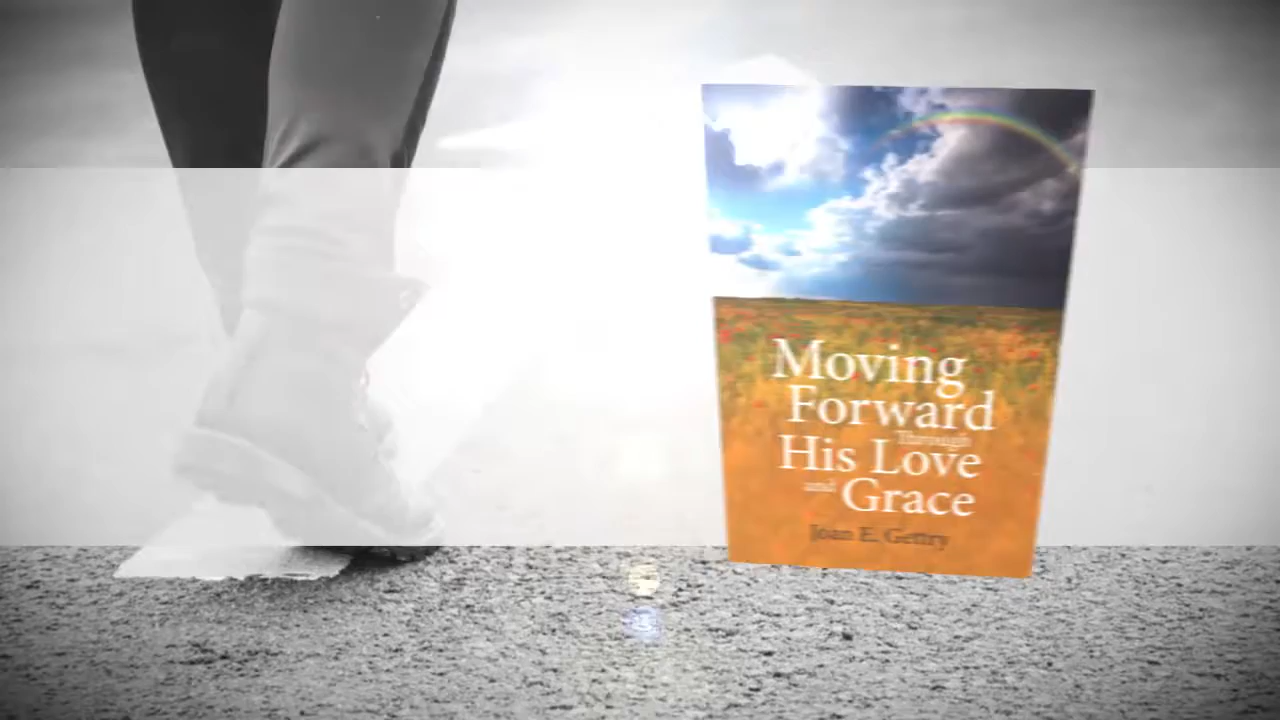 Moving
Forward
Through
His Love
and Grace
Joan E. Gettry